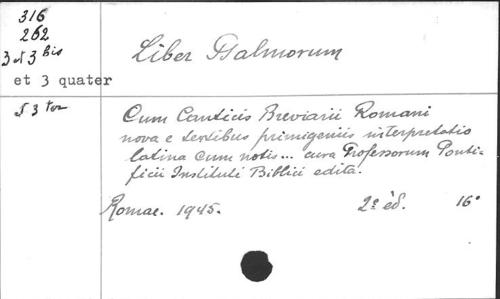 316
262
3 et 3 bis
et 3 quater
et 3 ter
Liber Psalmorum
Cum Canticis Breviarii Romani
nova e textibus primigeniis interpretatio
latina cum notis... cura Professorum Ponti-
ficii Instituti Biblici edita.
Romae. 1945. 2e éd. 16°